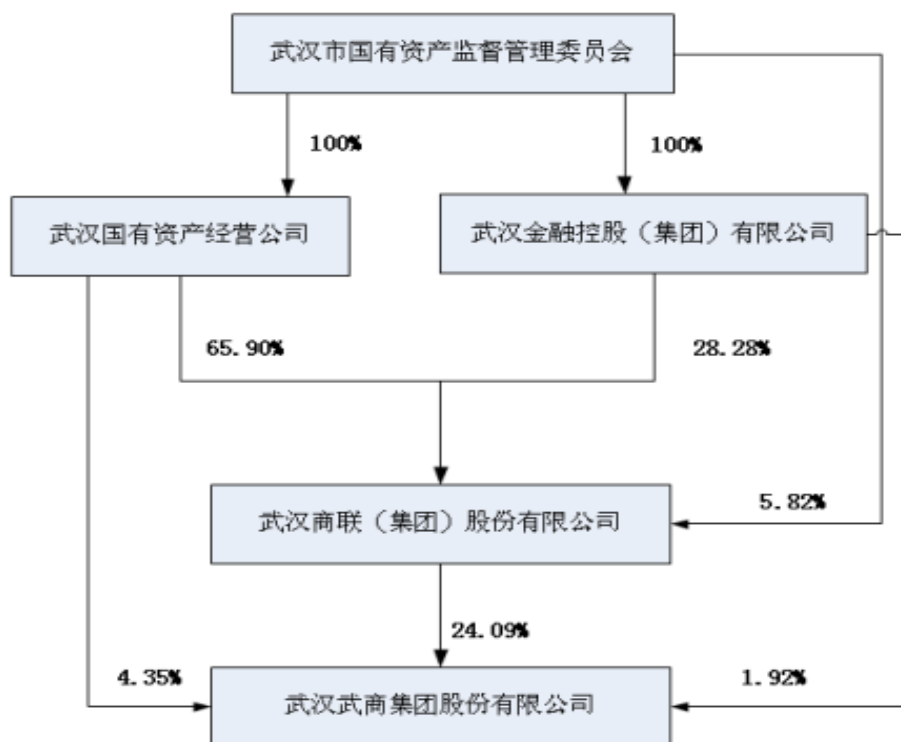 武汉市国有资产监督管理委员会
100%
100%
武汉国有资产经营公司
武汉金融控股（集团）有限公司
65.90%
28.28%
武汉商联（集团）股份有限公司
5.82%
24.09%
4.35%
武汉武商集团股份有限公司
1.92%